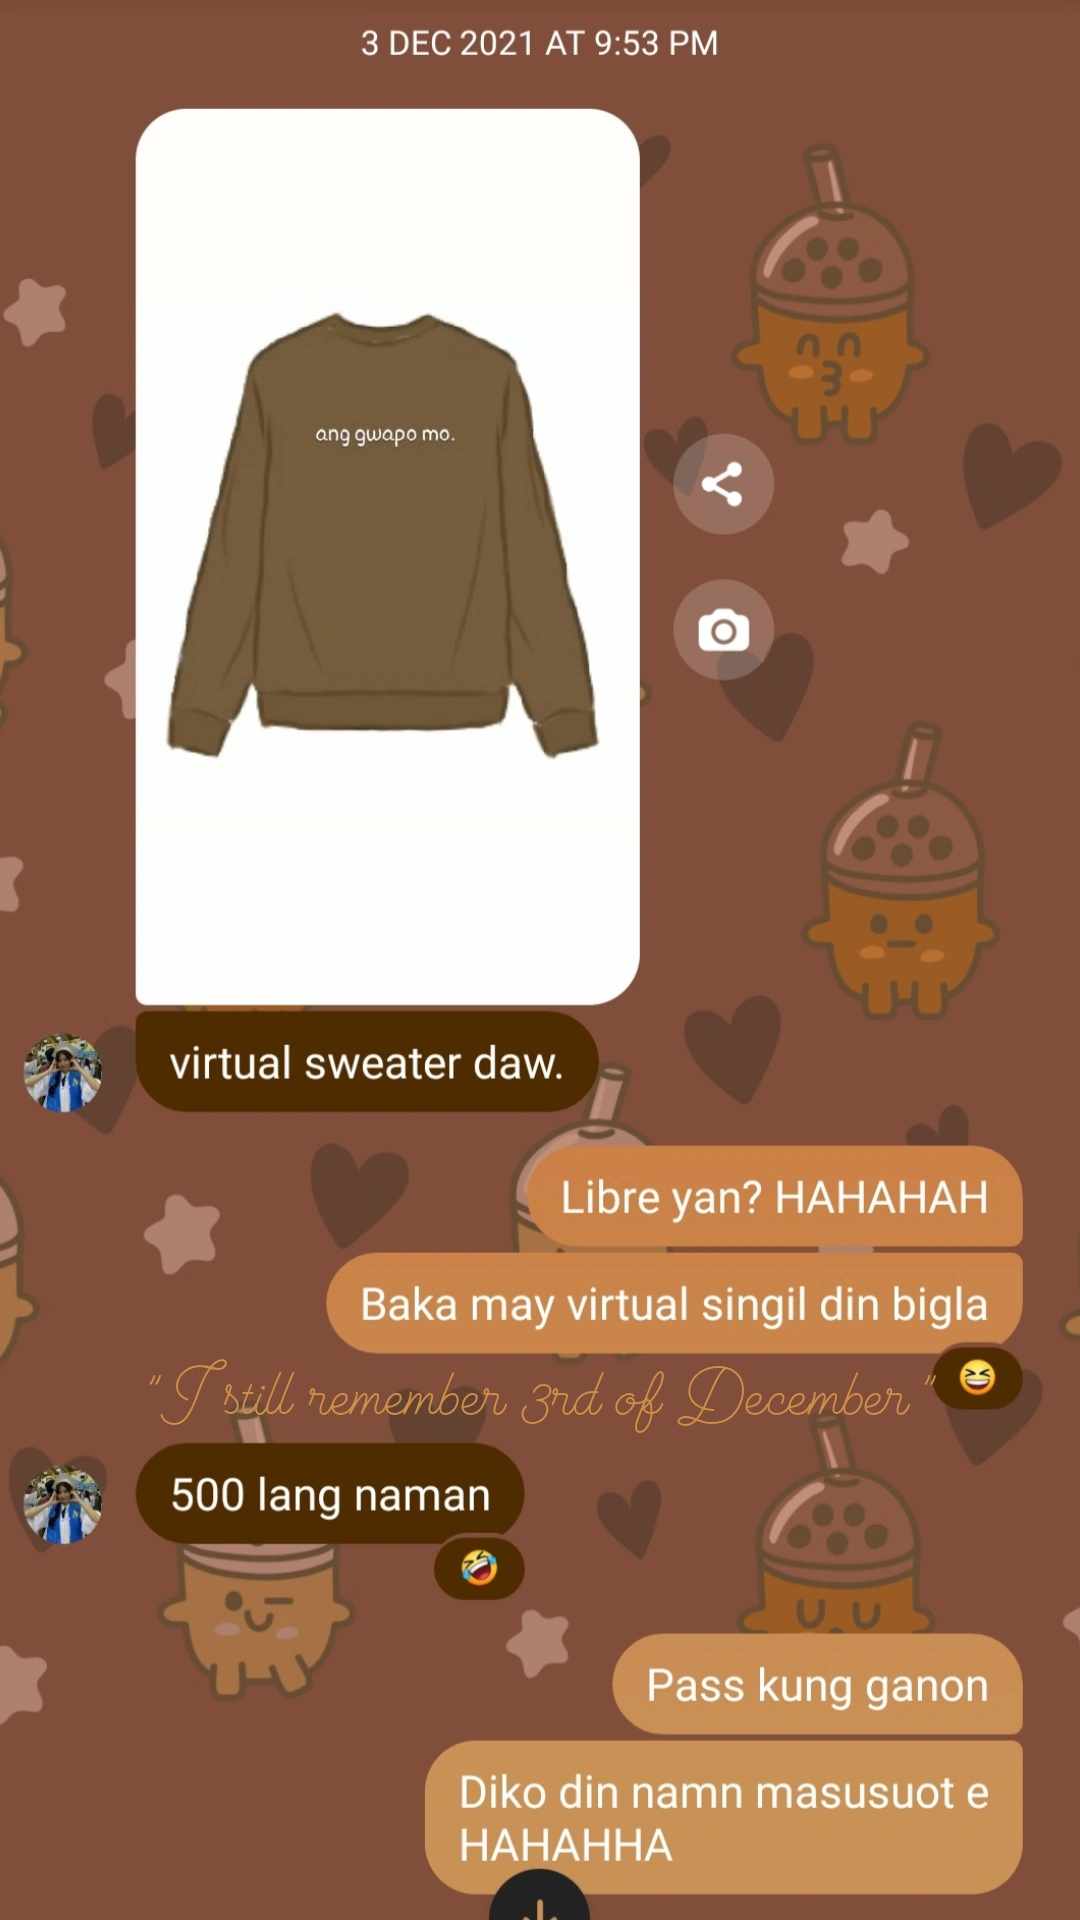 3 DEC 2021 AT 9:53 PM
ang gwapo mo.
virtual sweater daw.
Libre yan? HAHAHAH
Baka may virtual singil din bigla
"I still remember 3rd of December"
500 lang naman
Pass kung ganon
Diko din namn masusuot e
HAHAHHA